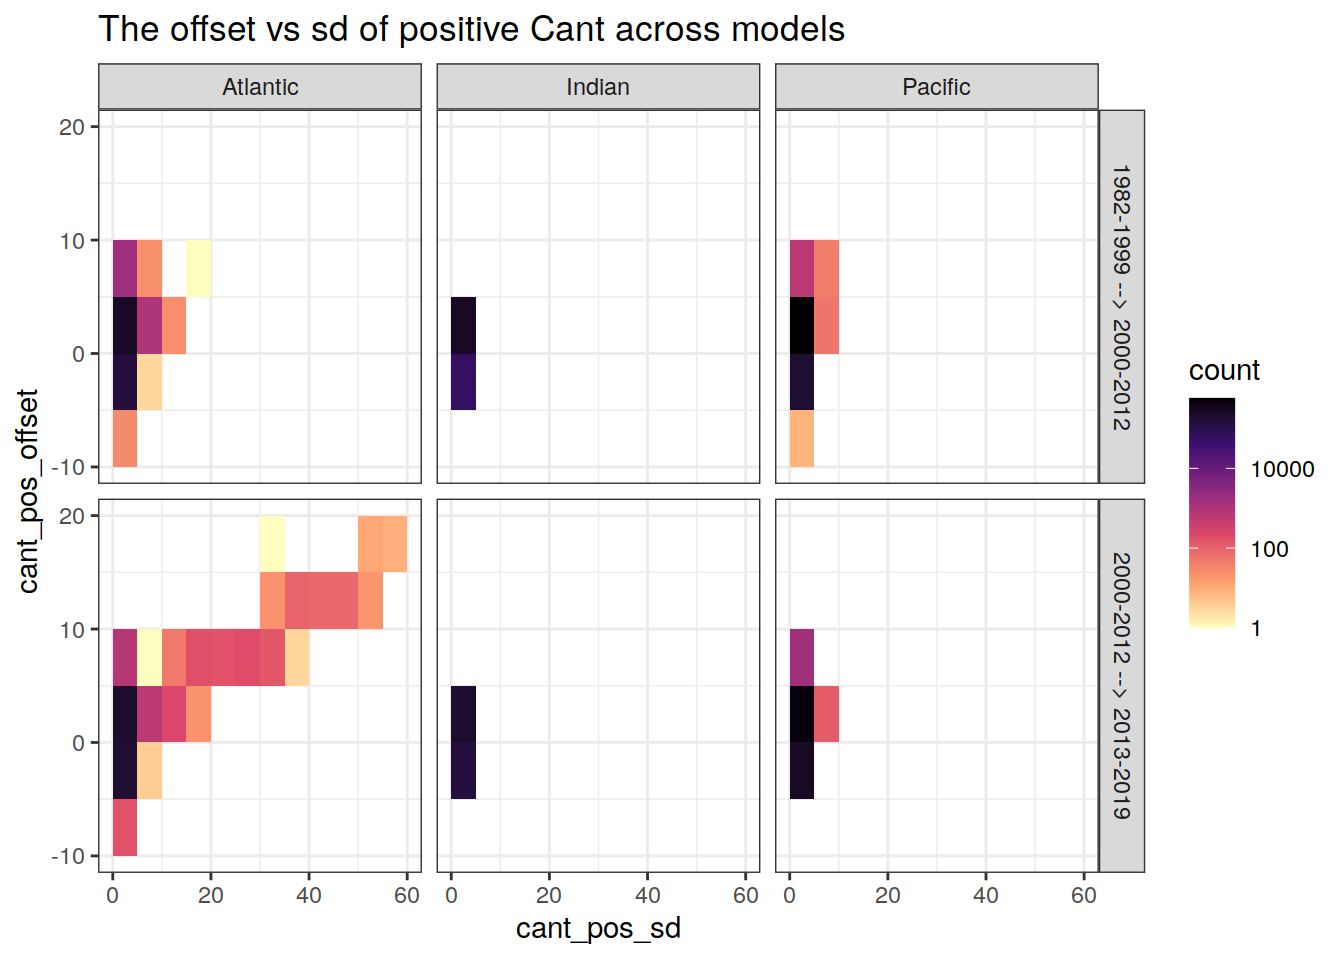 The offset vs sd of positive Cant across models
Atlantic
Indian
Pacific
20
10
0
-10
1982-1999 --> 2000-2012
20
10
0
-10
2000-2012 --> 2013-2019
cant_pos_offset
0 20 40 60
0 20 40 60
0 20 40 60
cant_pos_sd
count
10000
100
1